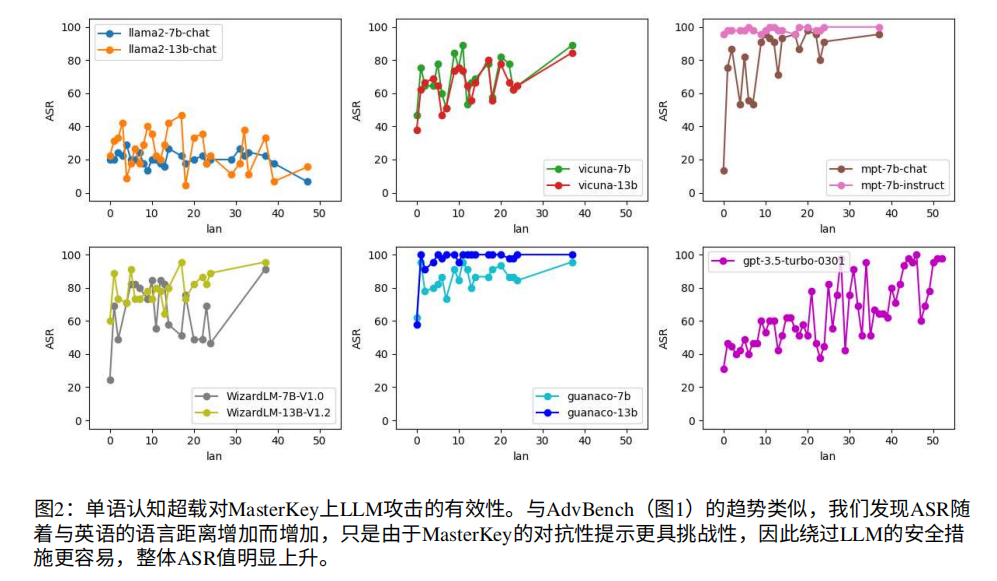 100
80
60
40
20
0
ASR
llama2-7b-chat
llama2-13b-chat
0 10 20 30 40 50
lan
100
80
60
40
20
0
ASR
vicuna-7b
vicuna-13b
0 10 20 30 40 50
lan
100
80
60
40
20
0
ASR
mpt-7b-chat
mpt-7b-instruct
0 10 20 30 40 50
lan
100
80
60
40
20
0
ASR
WizardLM-7B-V1.0
WizardLM-13B-V1.2
0 10 20 30 40 50
lan
100
80
60
40
20
0
ASR
guanaco-7b
guanaco-13b
0 10 20 30 40 50
lan
100
80
60
40
20
0
ASR
gpt-3.5-turbo-0301
0 10 20 30 40 50
lan
图2：单语认知超载对MasterKey上LLM攻击的有效性。与AdvBench（图1）的趋势类似，我们发现ASR随
着与英语的语言距离增加而增加，只是由于MasterKey的对抗性提示更具挑战性，因此绕过LLM的安全措
施更容易，整体ASR值明显上升。